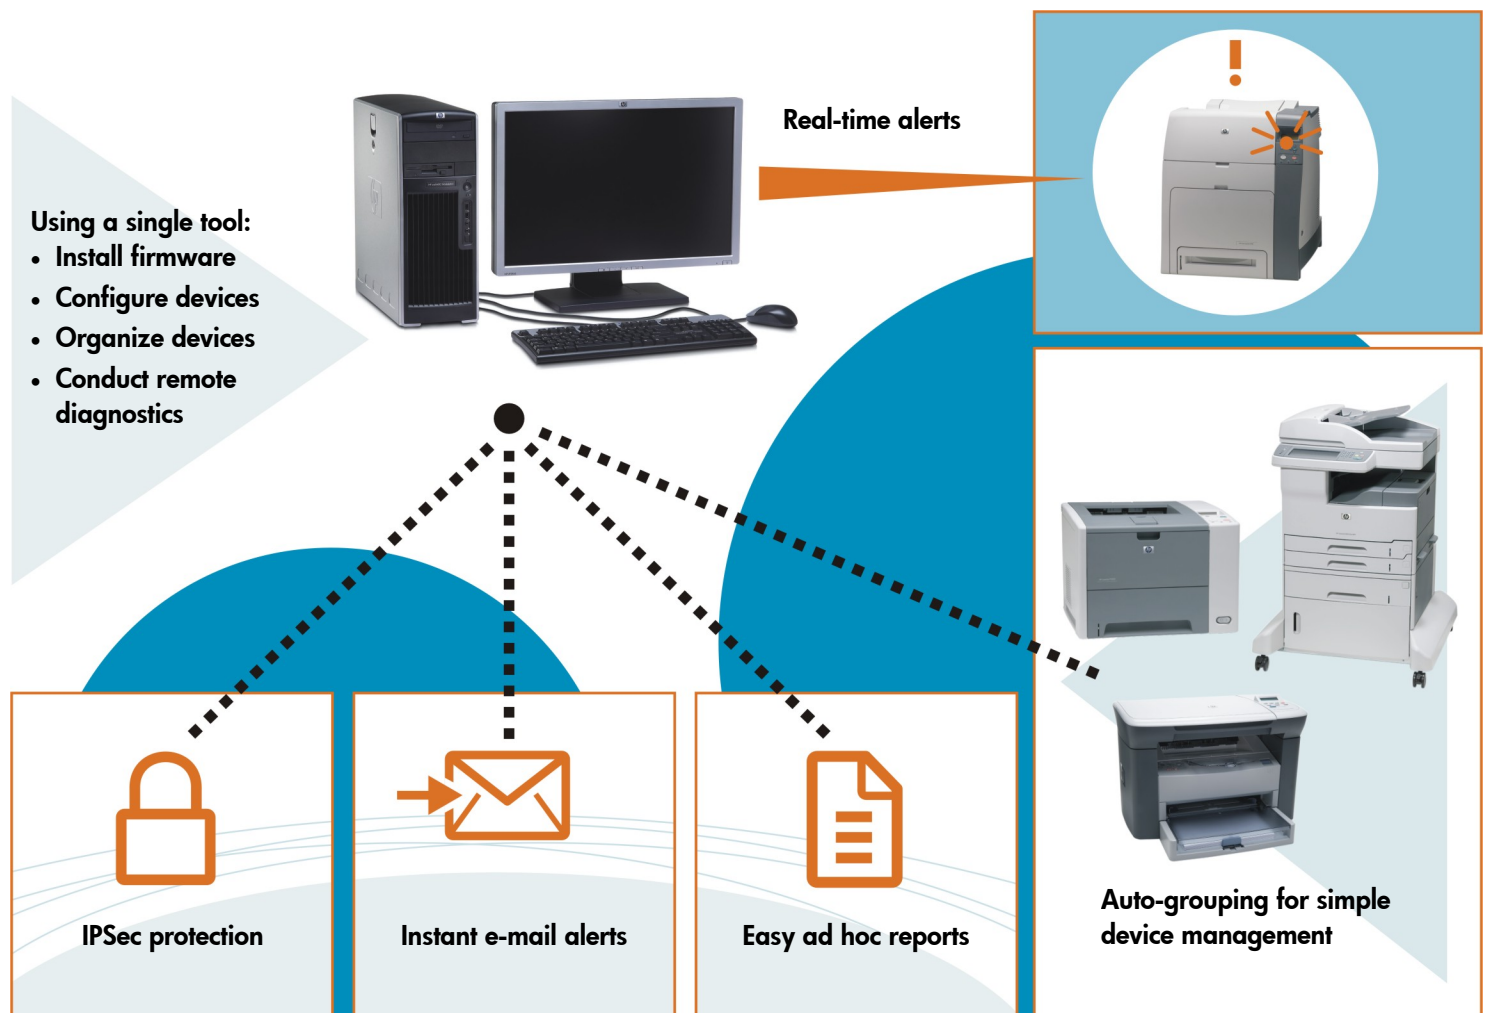 Real-time alerts
Using a single tool:
• Install firmware
• Configure devices
• Organize devices
• Conduct remote
diagnostics
IPSec protection
Instant e-mail alerts
Easy ad hoc reports
Auto-grouping for simple
device management